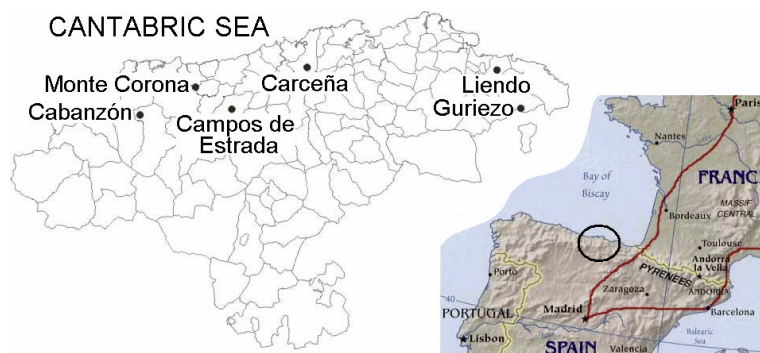 CANTABRIC SEA
Monte Corona
Carceña
Liendo
Cabanzón
Guriezo
Campos de
Estrada
Paris
Nantes
Loire
Bay of
Biscay
FRANC
MASSIF
CENTRAL
Bordeaux
Toulouse
Andorra
la Vella
PYRENEES
ANDORRA
Porto
Zaragoza
40
PORTUGAL
Madrid
Barcelona
Lisbon
Balearic
Sea
SPAIN
Valencia